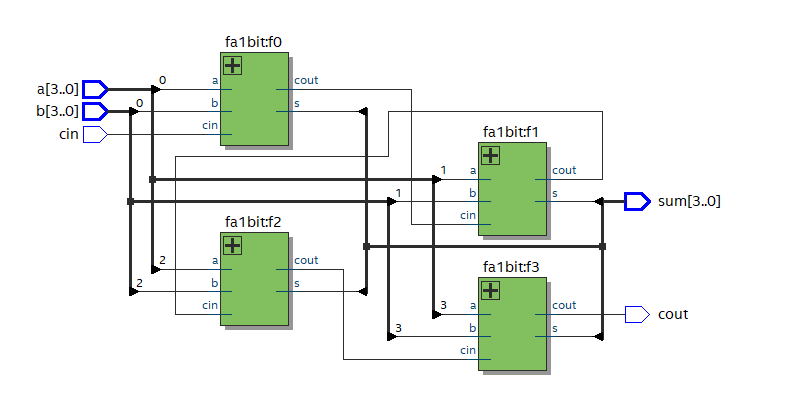 fa1bit:f0
a[3..0]
b[3..0]
cin
0
0
a
b
cin
cout
s
fa1bit:f1
1
1
a
b
cin
cout
s
sum[3..0]
fa1bit:f2
2
2
a
b
cin
cout
s
fa1bit:f3
3
3
a
b
cin
cout
s
cout